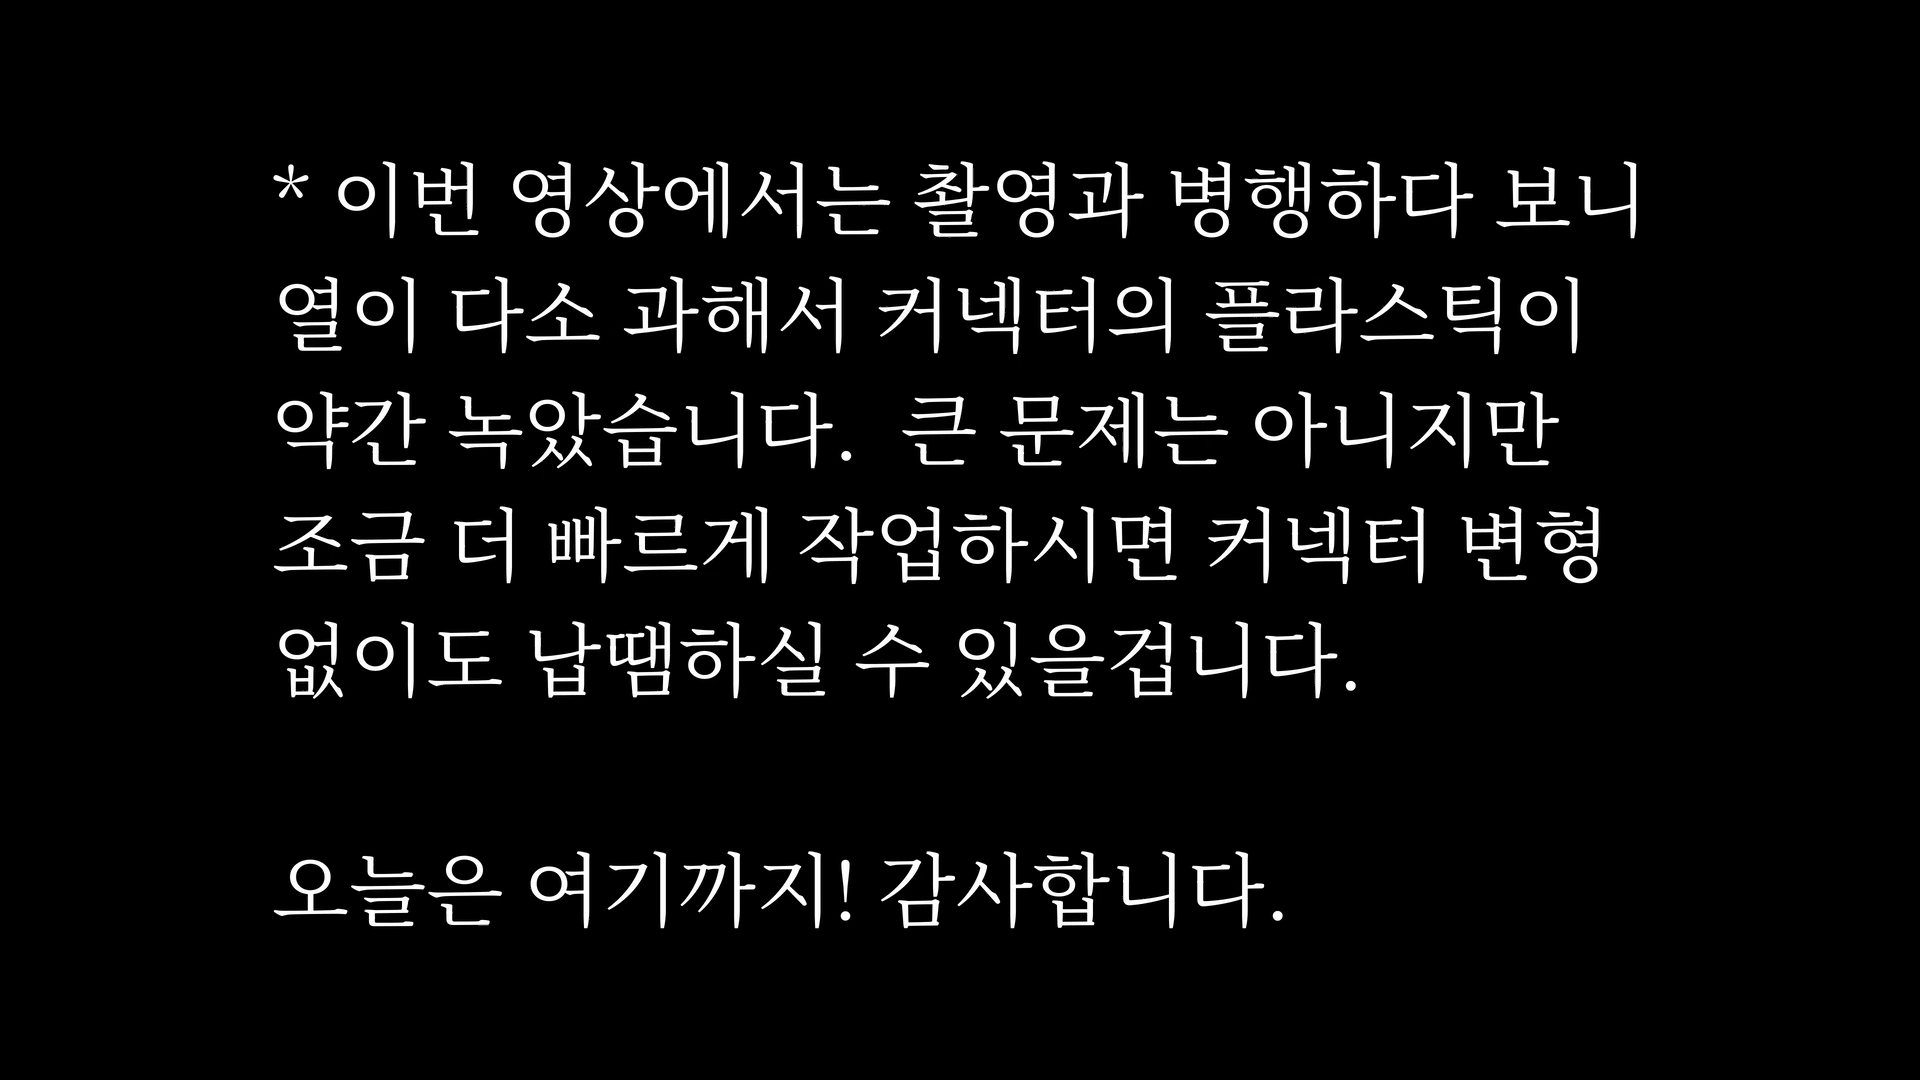 * 이번 영상에서는 촬영과 병행하다 보니
열이 다소 과해서 커넥터의 플라스틱이
약간 녹았습니다.  큰 문제는 아니지만
조금 더 빠르게 작업하시면 커넥터 변형
없이도 납땜하실 수 있을겁니다.
오늘은 여기까지! 감사합니다.